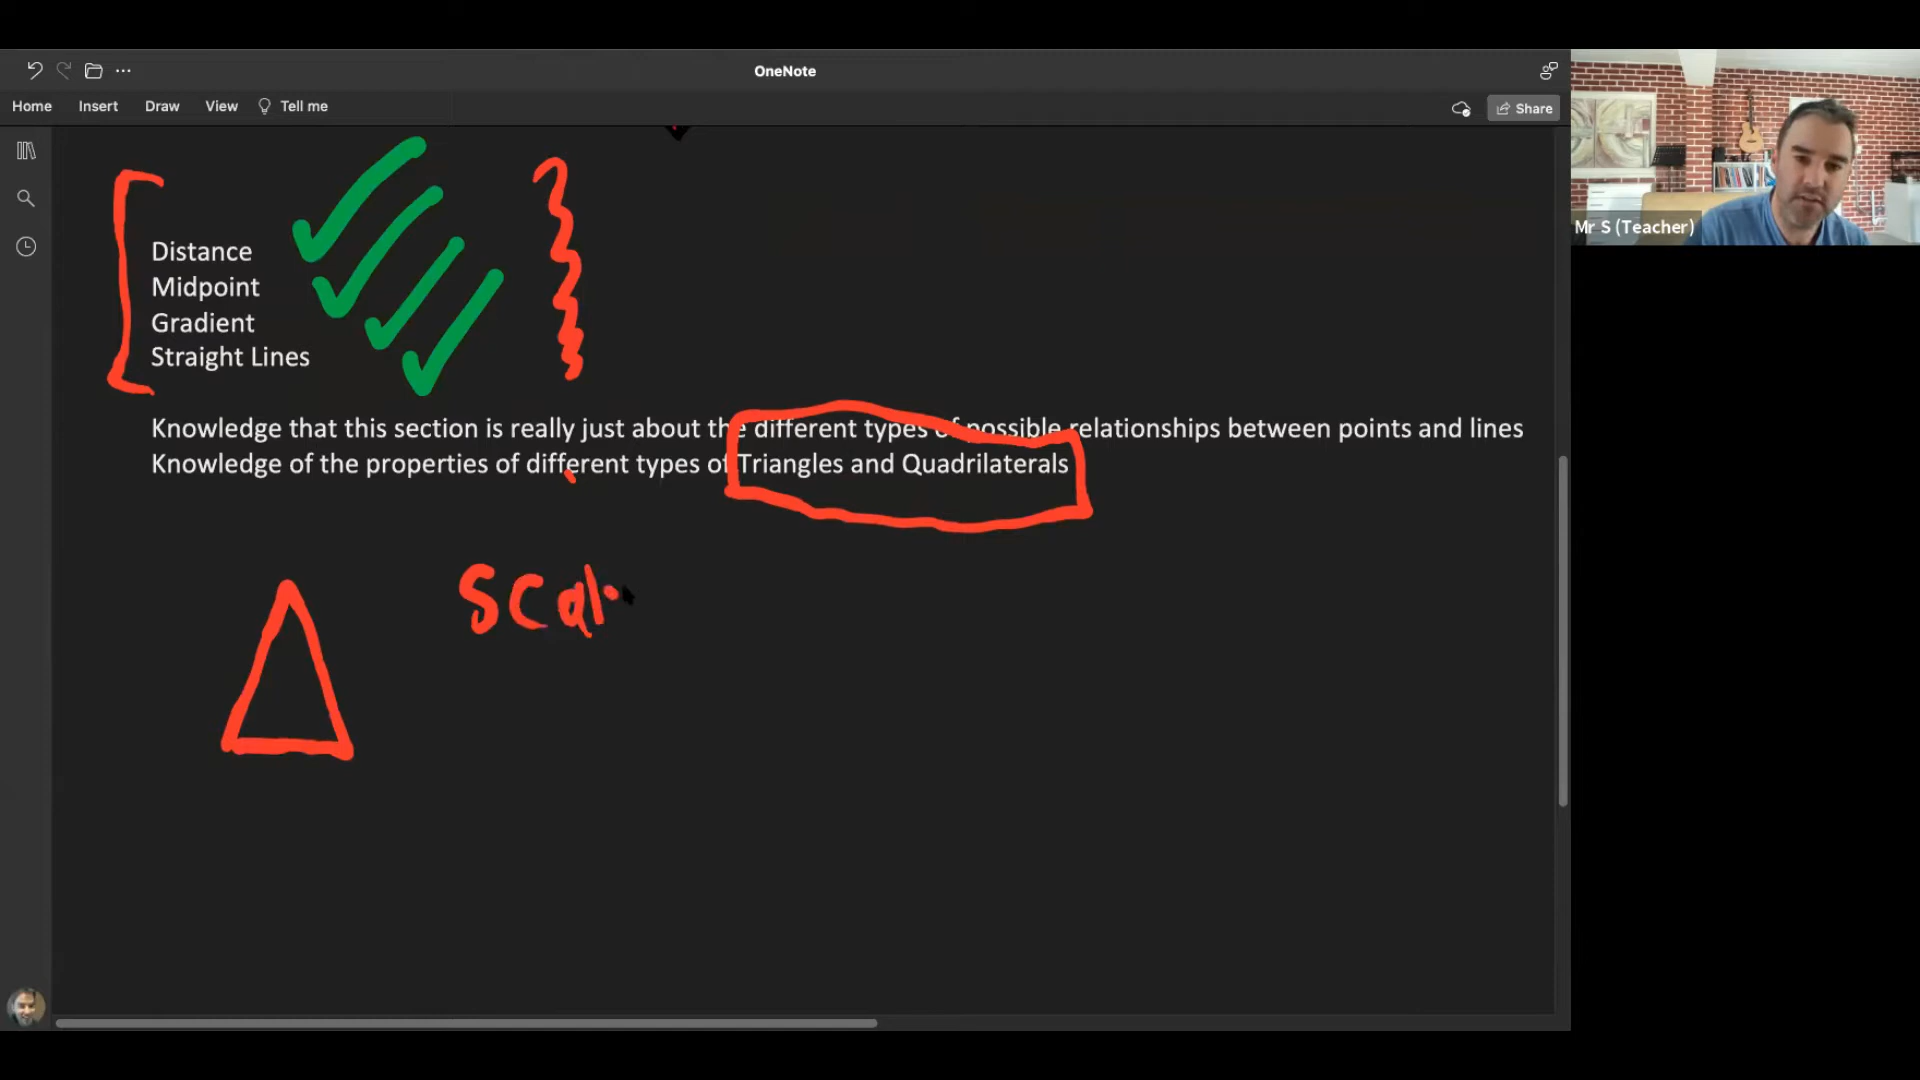 OneNote
Home Insert Draw View Tell me Share
Mr S (Teacher)
Distance
Midpoint
Gradient
Straight Lines
Knowledge that this section is really just about the different types of possible relationships between points and lines
Knowledge of the properties of different types of Triangles and Quadrilaterals
Scal